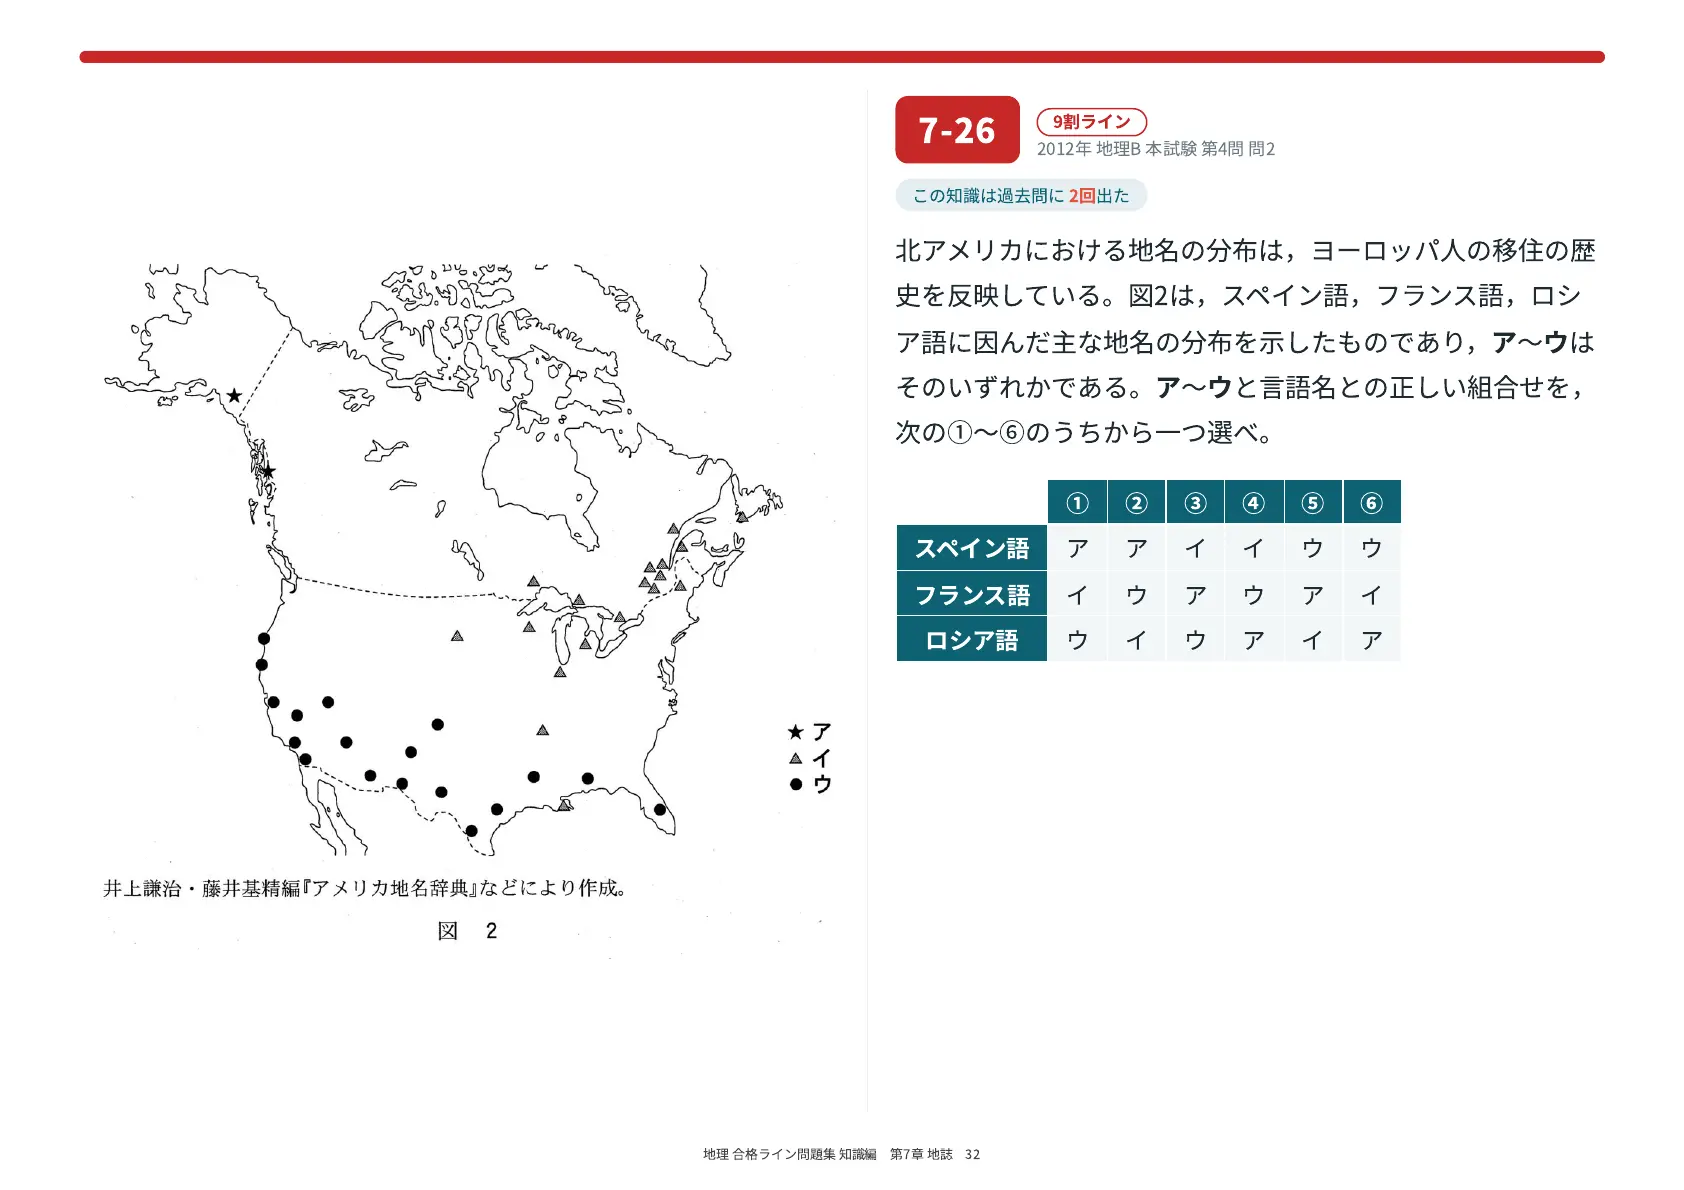 7-26
9割ライン
2012年 地理B 本試験 第4問 問2
この知識は過去問に 2回出た
北アメリカにおける地名の分布は，ヨーロッパ人の移住の歴
史を反映している。図2は，スペイン語，フランス語，ロシ
ア語に因んだ主な地名の分布を示したものであり，ア～ウは
そのいずれかである。ア～ウと言語名との正しい組合せを，
次の①～⑥のうちから一つ選べ。
① ② ③ ④ ⑤ ⑥
スペイン語 ア ア イ イ ウ ウ
フランス語 イ ウ ア ウ ア イ
ロシア語 ウ イ ウ ア イ ア
★ ア
▲ イ
● ウ
井上謙治・藤井基精編『アメリカ地名辞典』などにより作成。
図 2
地理 合格ライン問題集 知識編 第7章 地誌 32